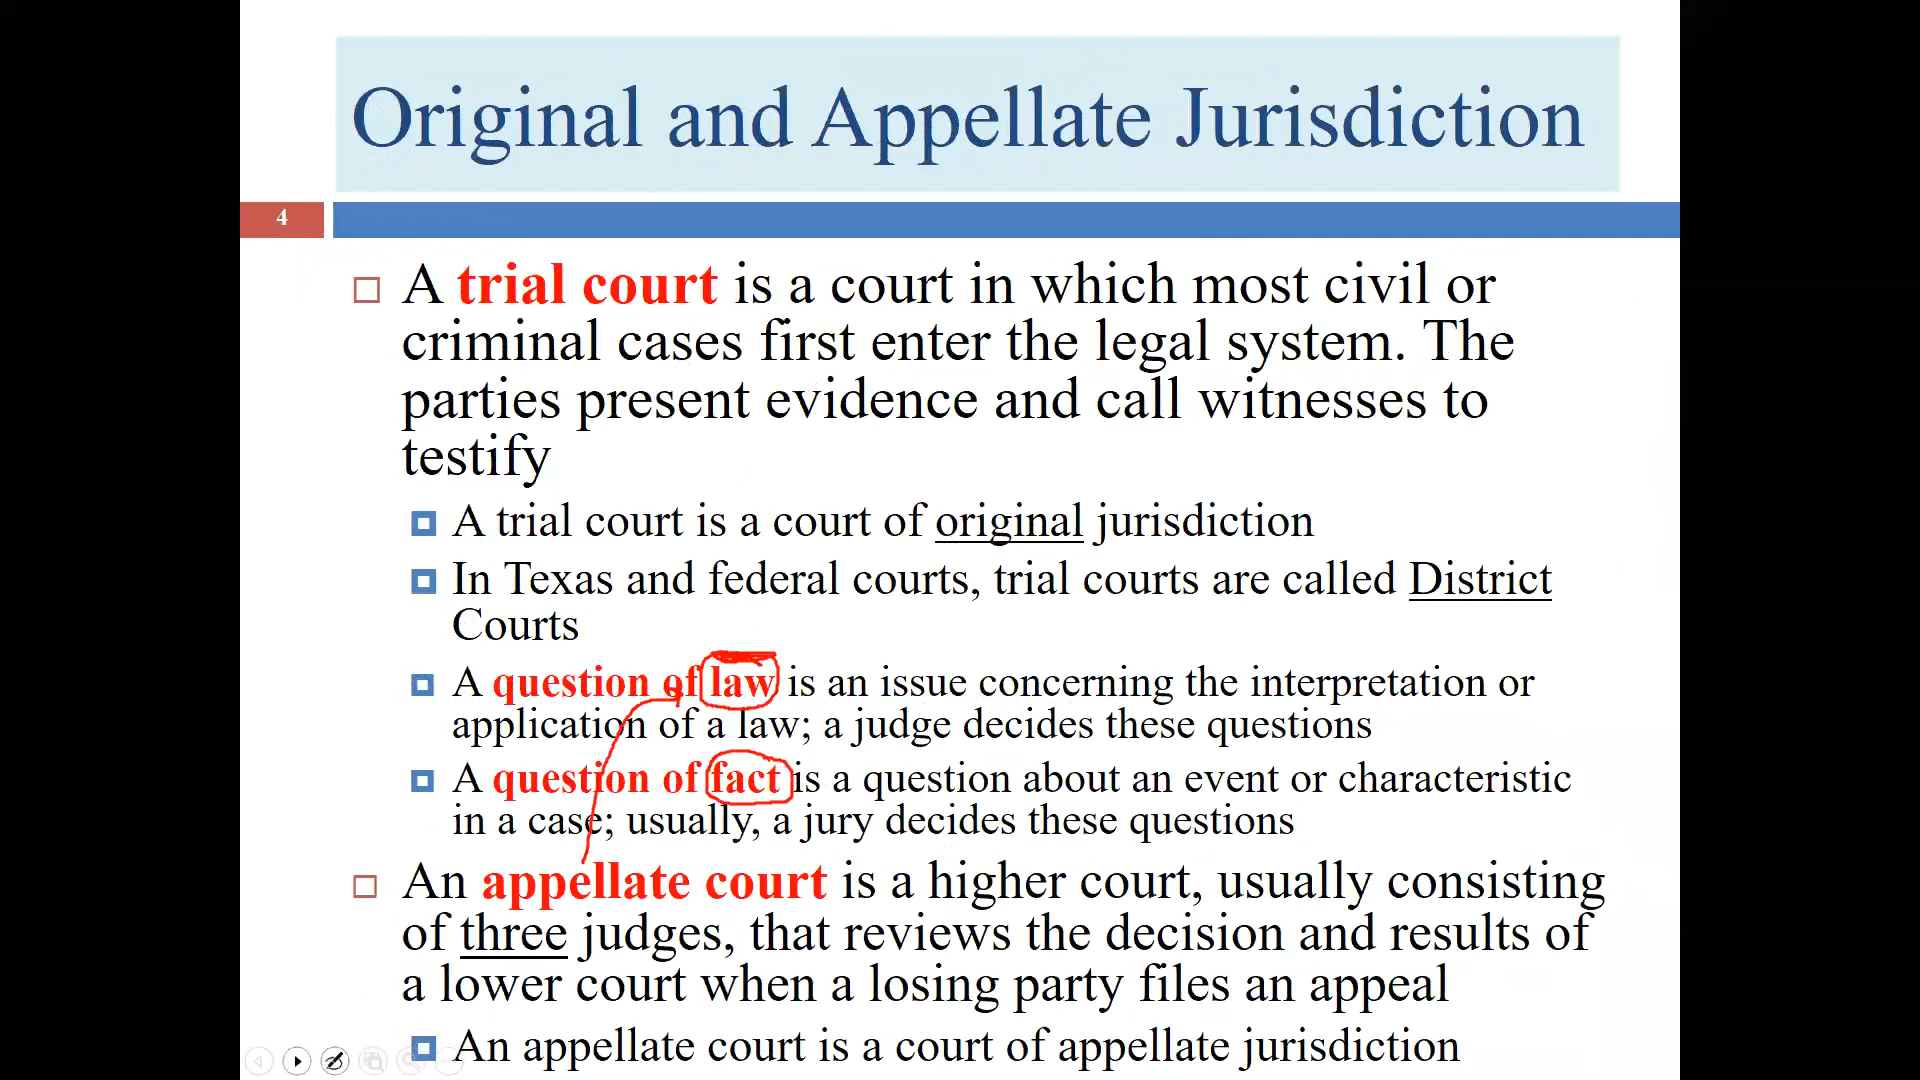 Original and Appellate Jurisdiction
4
A trial court is a court in which most civil or
criminal cases first enter the legal system. The
parties present evidence and call witnesses to
testify
A trial court is a court of original jurisdiction
In Texas and federal courts, trial courts are called District
Courts
A question of law is an issue concerning the interpretation or
application of a law; a judge decides these questions
A question of fact is a question about an event or characteristic
in a case; usually, a jury decides these questions
An appellate court is a higher court, usually consisting
of three judges, that reviews the decision and results of
a lower court when a losing party files an appeal
An appellate court is a court of appellate jurisdiction